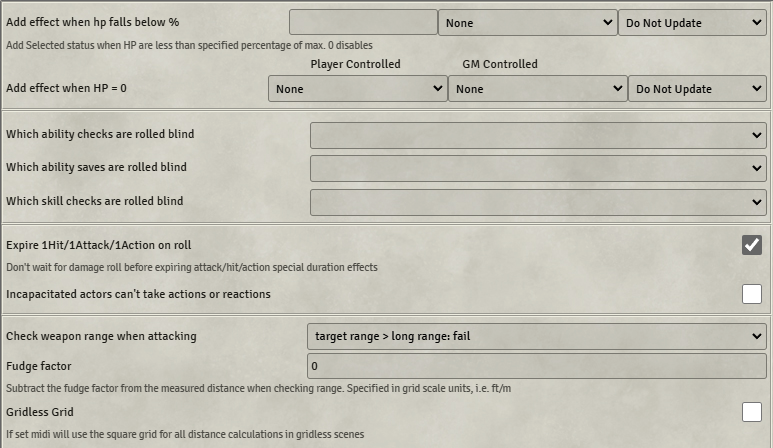 Add effect when hp falls below % None Do Not Update
Add Selected status when HP are less than specified percentage of max. 0 disables
Player Controlled GM Controlled
Add effect when HP = 0 None None Do Not Update
Which ability checks are rolled blind
Which ability saves are rolled blind
Which skill checks are rolled blind
Expire 1Hit/1Attack/1Action on roll
Don't wait for damage roll before expiring attack/hit/action special duration effects
Incapacitated actors can't take actions or reactions
Check weapon range when attacking target range > long range: fail
Fudge factor 0
Subtract the fudge factor from the measured distance when checking range. Specified in grid scale units, i.e. ft/m
Gridless Grid
If set midi will use the square grid for all distance calculations in gridless scenes